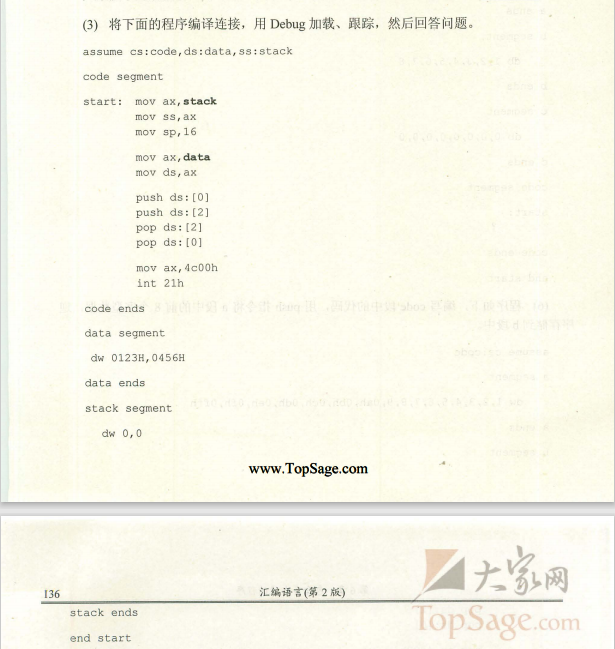 (3) 将下面的程序编译连接，用 Debug 加载、跟踪，然后回答问题。
assume cs:code,ds:data,ss:stack
code segment
start: mov ax,stack
mov ss,ax
mov sp,16
mov ax,data
mov ds,ax
push ds:[0]
push ds:[2]
pop ds:[2]
pop ds:[0]
mov ax,4c00h
int 21h
code ends
data segment
dw 0123H,0456H
data ends
stack segment
dw 0,0
www.TopSage.com
大家网
136 汇编语言(第 2 版)
TopSage.com
stack ends
end start